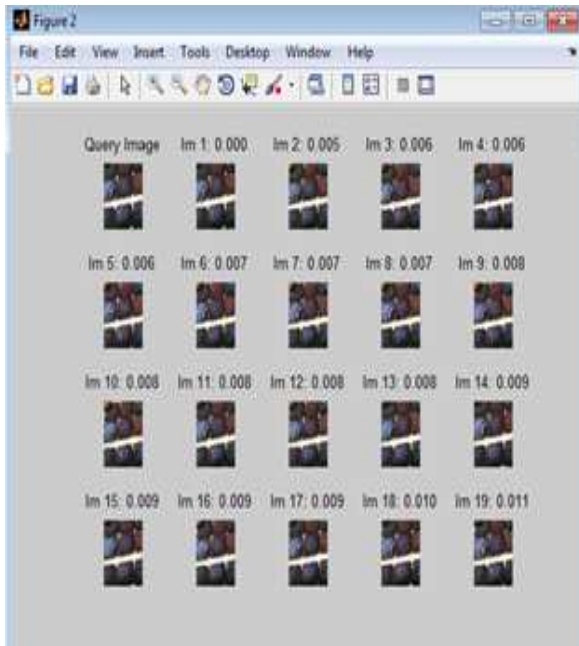 Figure 2
File Edit View Insert Tools Desktop Window Help
Query Image Im 1: 0.000 Im 2: 0.005 Im 3: 0.006 Im 4: 0.006
Im 5: 0.006 Im 6: 0.007 Im 7: 0.007 Im 8: 0.007 Im 9: 0.008
Im 10: 0.008 Im 11: 0.008 Im 12: 0.008 Im 13: 0.008 Im 14: 0.009
Im 15: 0.009 Im 16: 0.009 Im 17: 0.009 Im 18: 0.010 Im 19: 0.011